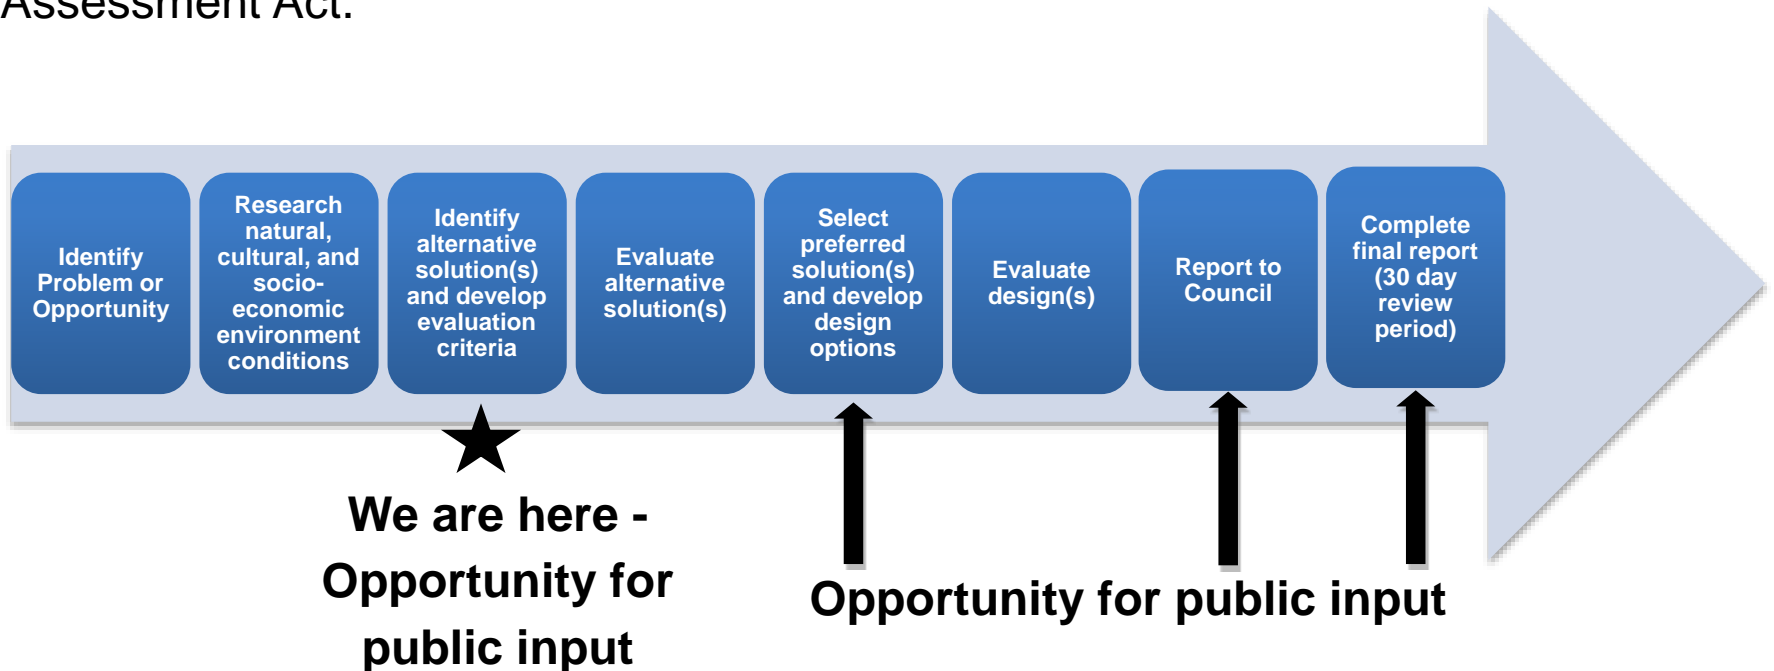 Assessment Act.
Identify
Problem or
Opportunity
Research
natural,
cultural, and
socio-
economic
environment
conditions
Identify
alternative
solution(s)
and develop
evaluation
criteria
Evaluate
alternative
solution(s)
Select
preferred
solution(s)
and develop
design
options
Evaluate
design(s)
Report to
Council
Complete
final report
(30 day
review
period)
We are here -
Opportunity for
public input
Opportunity for public input